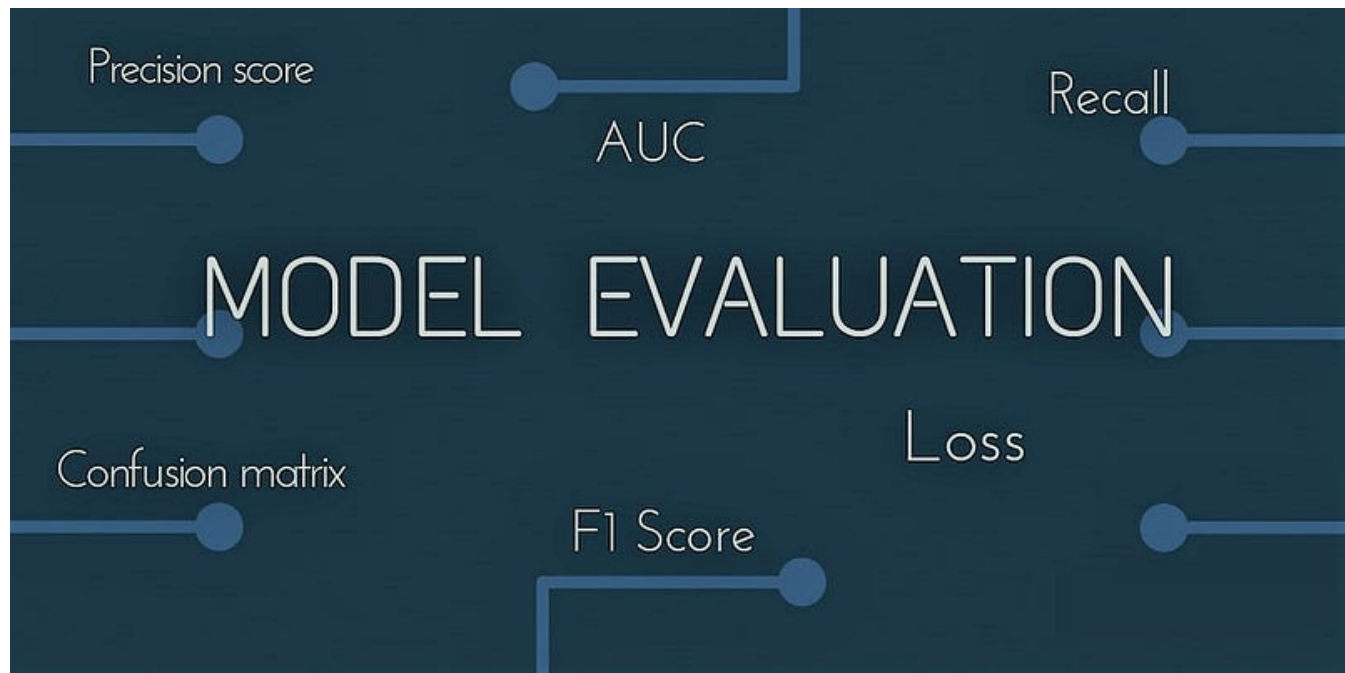 Precision score
AUC
Recall
MODEL EVALUATION
Loss
Confusion matrix
F1 Score